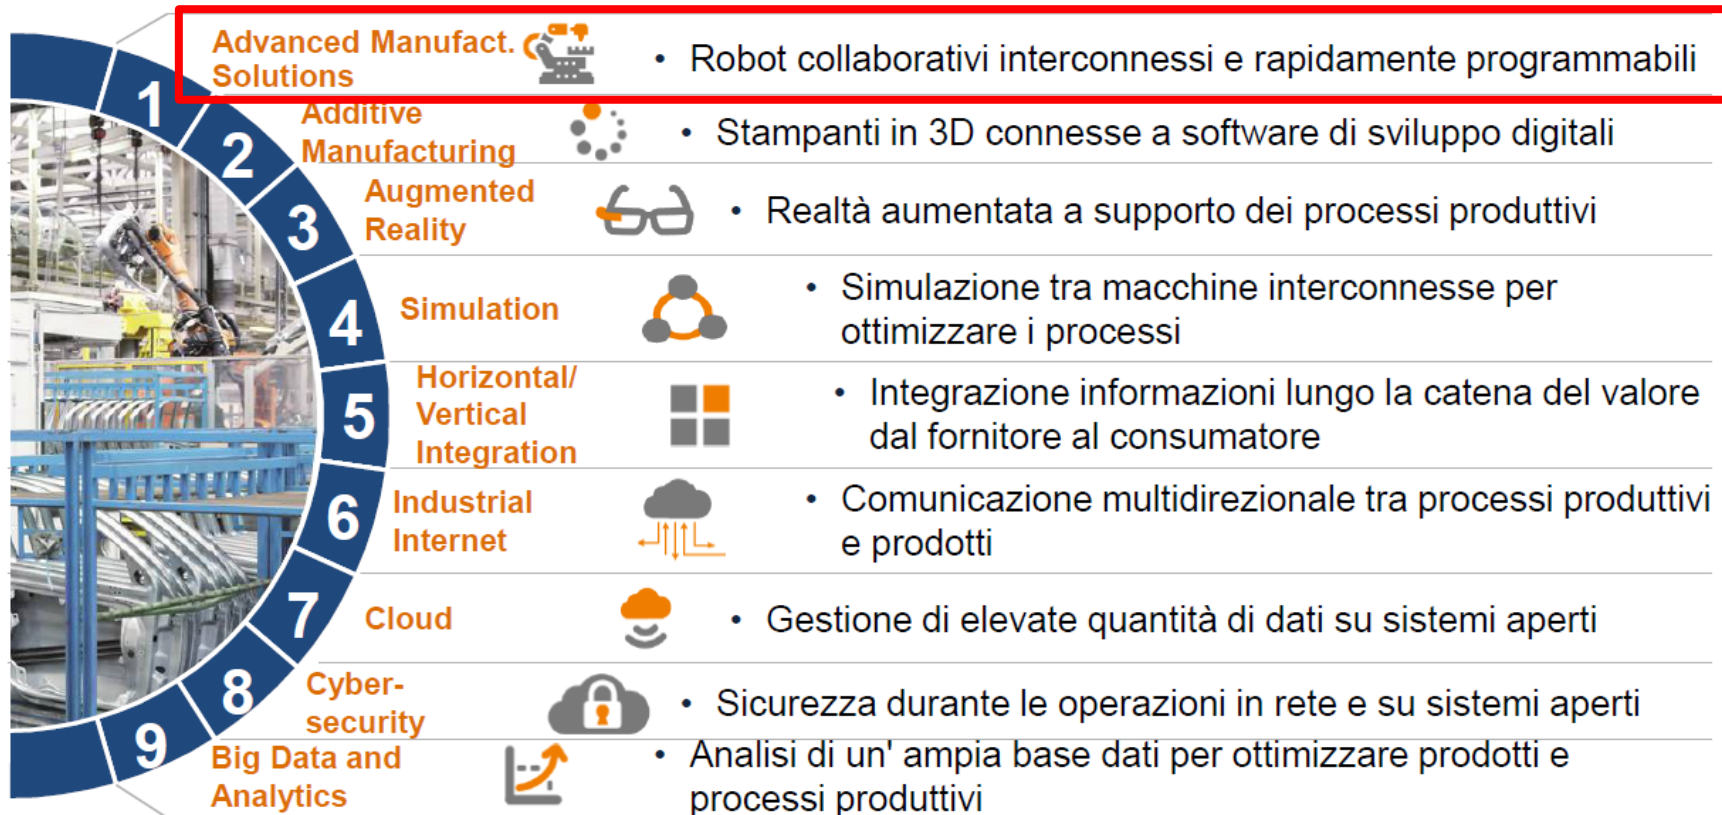 1
Advanced Manufact.
Solutions
• Robot collaborativi interconnessi e rapidamente programmabili
2
Additive
Manufacturing
• Stampanti in 3D connesse a software di sviluppo digitali
3
Augmented
Reality
• Realtà aumentata a supporto dei processi produttivi
4
Simulation
• Simulazione tra macchine interconnesse per
ottimizzare i processi
5
Horizontal/
Vertical
Integration
• Integrazione informazioni lungo la catena del valore
dal fornitore al consumatore
6
Industrial
Internet
• Comunicazione multidirezionale tra processi produttivi
e prodotti
7
Cloud
• Gestione di elevate quantità di dati su sistemi aperti
8
Cyber-
security
• Sicurezza durante le operazioni in rete e su sistemi aperti
9
Big Data and
Analytics
• Analisi di un' ampia base dati per ottimizzare prodotti e
processi produttivi